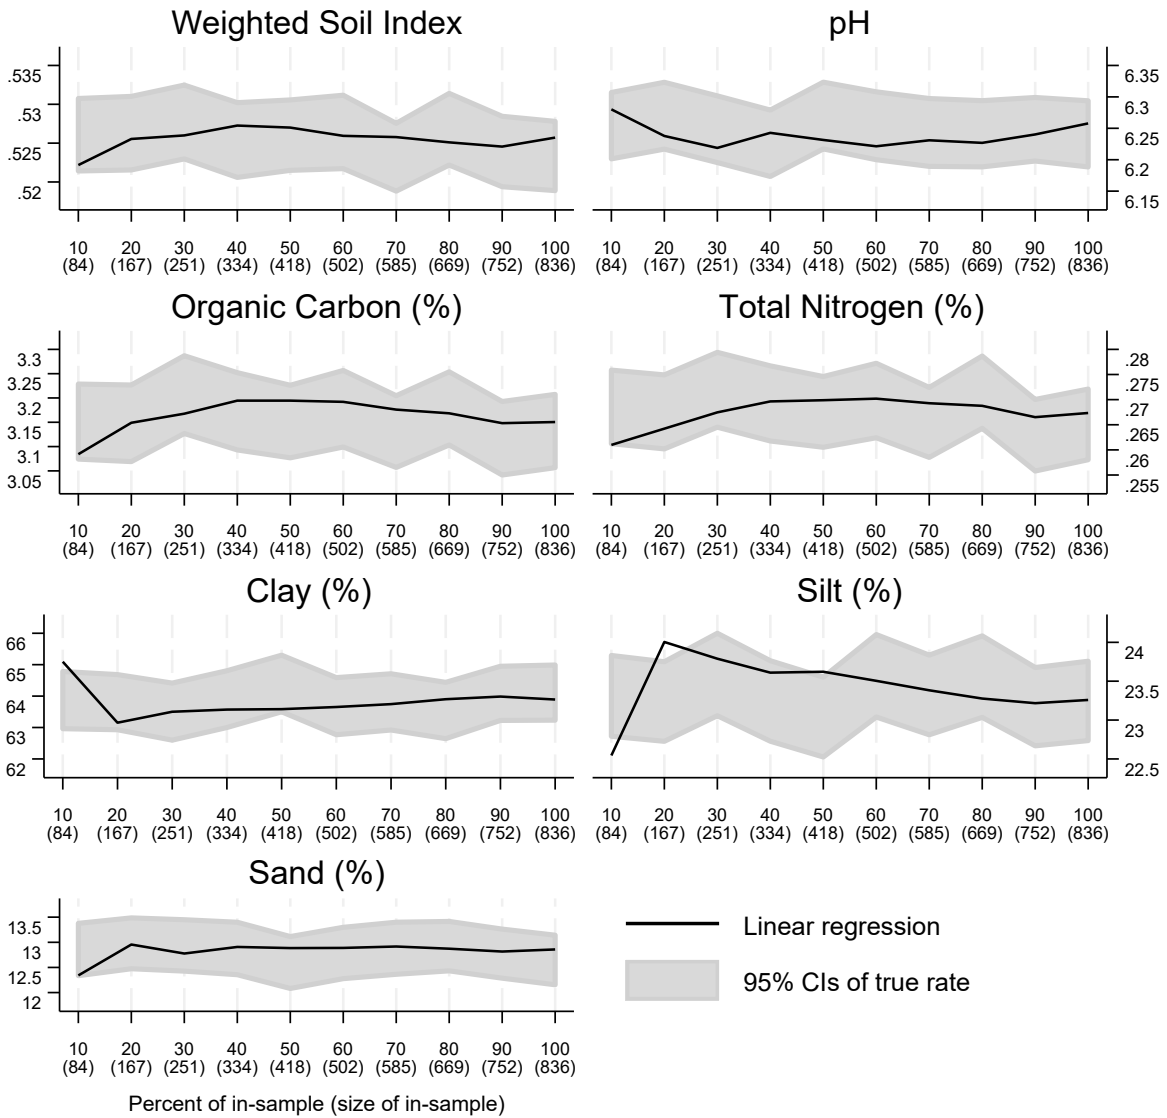 Weighted Soil Index
.535
.53
.525
.52
10 20 30 40 50 60 70 80 90 100
(84) (167) (251) (334) (418) (502) (585) (669) (752) (836)
pH
6.35
6.3
6.25
6.2
6.15
10 20 30 40 50 60 70 80 90 100
(84) (167) (251) (334) (418) (502) (585) (669) (752) (836)
Organic Carbon (%)
3.3
3.25
3.2
3.15
3.1
3.05
10 20 30 40 50 60 70 80 90 100
(84) (167) (251) (334) (418) (502) (585) (669) (752) (836)
Total Nitrogen (%)
.28
.275
.27
.265
.26
.255
10 20 30 40 50 60 70 80 90 100
(84) (167) (251) (334) (418) (502) (585) (669) (752) (836)
Clay (%)
66
65
64
63
62
10 20 30 40 50 60 70 80 90 100
(84) (167) (251) (334) (418) (502) (585) (669) (752) (836)
Silt (%)
24
23.5
23
22.5
10 20 30 40 50 60 70 80 90 100
(84) (167) (251) (334) (418) (502) (585) (669) (752) (836)
Sand (%)
13.5
13
12.5
12
10 20 30 40 50 60 70 80 90 100
(84) (167) (251) (334) (418) (502) (585) (669) (752) (836)
Percent of in-sample (size of in-sample)
Linear regression
95% CIs of true rate